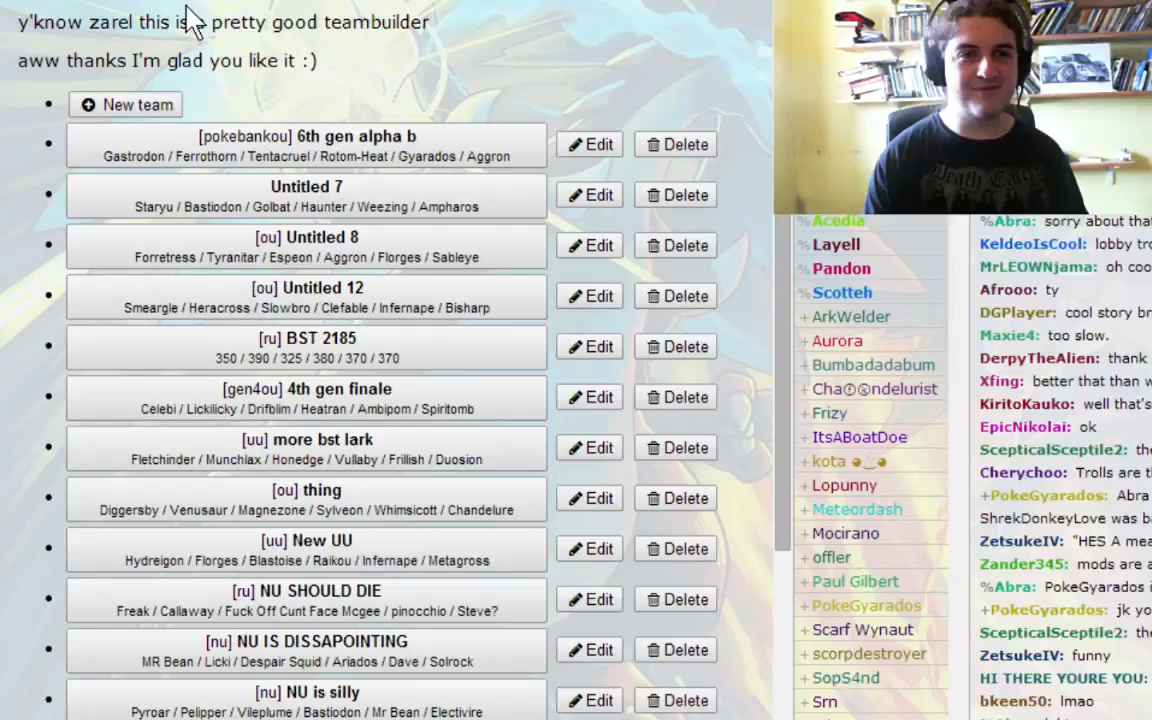 y'know zarel this is pretty good teambuilder
aww thanks I'm glad you like it :)
New team
[pokebankou] 6th gen alpha b
Gastrodon / Ferrothorn / Tentacruel / Rotom-Heat / Gyarados / Aggron
Edit Delete
Untitled 7
Staryu / Bastiodon / Golbat / Haunter / Weezing / Ampharos
Edit Delete
[ou] Untitled 8
Forretress / Tyranitar / Espeon / Aggron / Florges / Sableye
Edit Delete
[ou] Untitled 12
Smeargle / Heracross / Slowbro / Clefable / Infernape / Bisharp
Edit Delete
[ru] BST 2185
350 / 390 / 325 / 380 / 370 / 370
Edit Delete
[gen4ou] 4th gen finale
Celebi / Lickilicky / Drifblim / Heatran / Ambipom / Spiritomb
Edit Delete
[uu] more bst lark
Fletchinder / Munchlax / Honedge / Vullaby / Frillish / Duosion
Edit Delete
[ou] thing
Diggersby / Venusaur / Magnezone / Sylveon / Whimsicott / Chandelure
Edit Delete
[uu] New UU
Hydreigon / Florges / Blastoise / Raikou / Infernape / Metagross
Edit Delete
[ru] NU SHOULD DIE
Freak / Callaway / Fuck Off Cunt Face Mcgee / pinocchio / Steve?
Edit Delete
[nu] NU IS DISSAPOINTING
MR Bean / Licki / Despair Squid / Ariados / Dave / Solrock
Edit Delete
[nu] NU is silly
Pyroar / Pelipper / Vileplume / Bastiodon / Mr Bean / Electivire
Edit Delete
%Acedia
%Layell
%Pandon
%Scotteh
+ArkWelder
+Aurora
+Bumbadadabum
+Chaⓡⓢndelurist
+Frizy
+ItsABoatDoe
+kota ◕‿◕
+Lopunny
+Meteordash
+Mocirano
+offler
+Paul Gilbert
+PokeGyarados
+Scarf Wynaut
+scorpdestroyer
+SopS4nd
+Srn
%Abra: sorry about that
KeldeoIsCool: lobby tro
MrLEOWNjama: oh coo
Afrooo: ty
DGPlayer: cool story br
Maxie4: too slow.
DerpyTheAlien: thank
Xfing: better that than w
KiritoKauko: well that's
EpicNikolai: ok
ScepticalSceptile2: the
Cherychoo: Trolls are t
+PokeGyarados: Abra
ShrekDonkeyLove was ba
ZetsukeIV: "HES A mea
Zander345: mods are a
%Abra: PokeGyarados i
+PokeGyarados: jk yo
ScepticalSceptile2: the
ZetsukeIV: funny
HI THERE YOURE YOU:
bkeen50: lmao